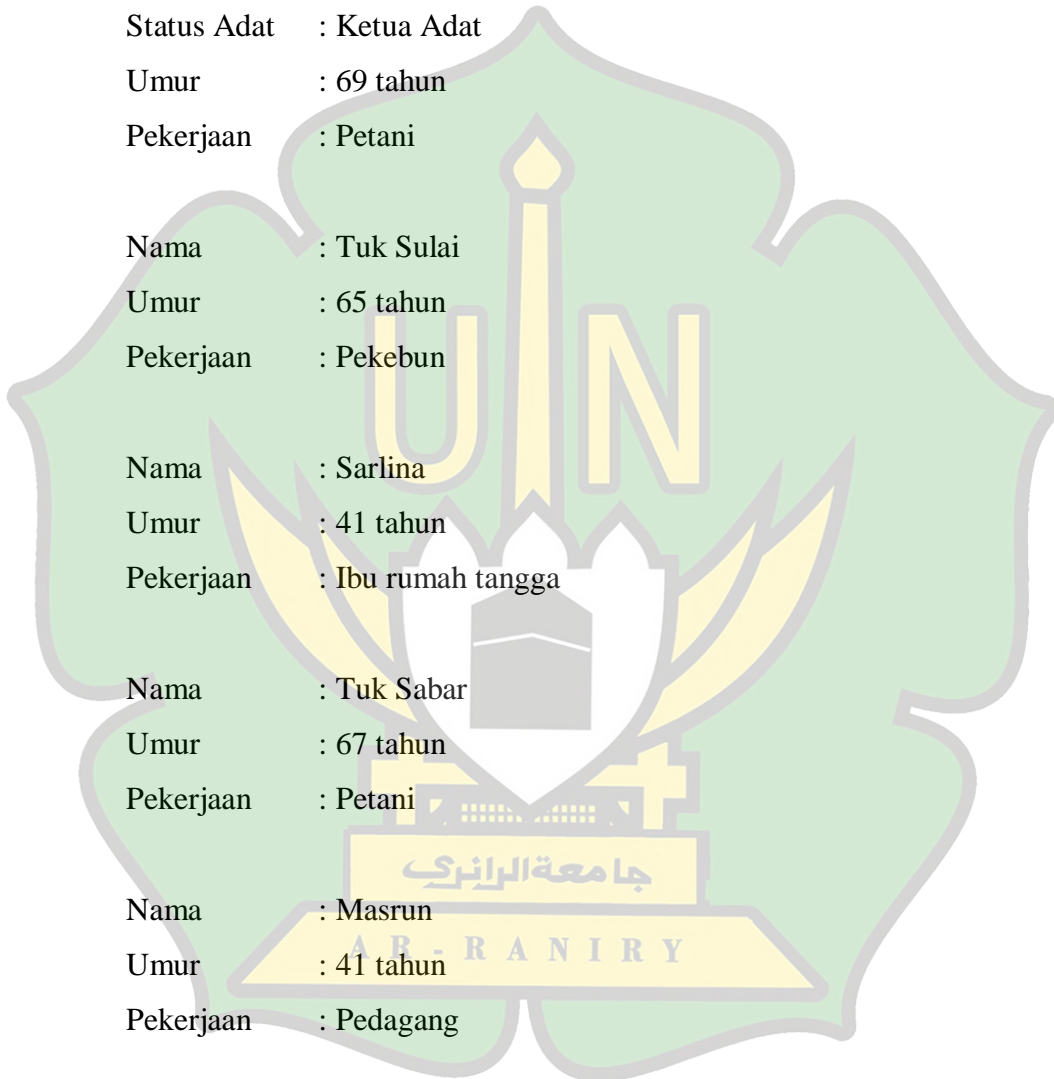 Status Adat : Ketua Adat
Umur : 69 tahun
Pekerjaan : Petani
Nama : Tuk Sulai
Umur : 65 tahun
Pekerjaan : Pekebun
UIN
Nama : Sarlina
Umur : 41 tahun
Pekerjaan : Ibu rumah tangga
Nama : Tuk Sabar
Umur : 67 tahun
Pekerjaan : Petani
جامعةالرانري
Nama : Masrun
AR-RANIRY
Umur : 41 tahun
Pekerjaan : Pedagang